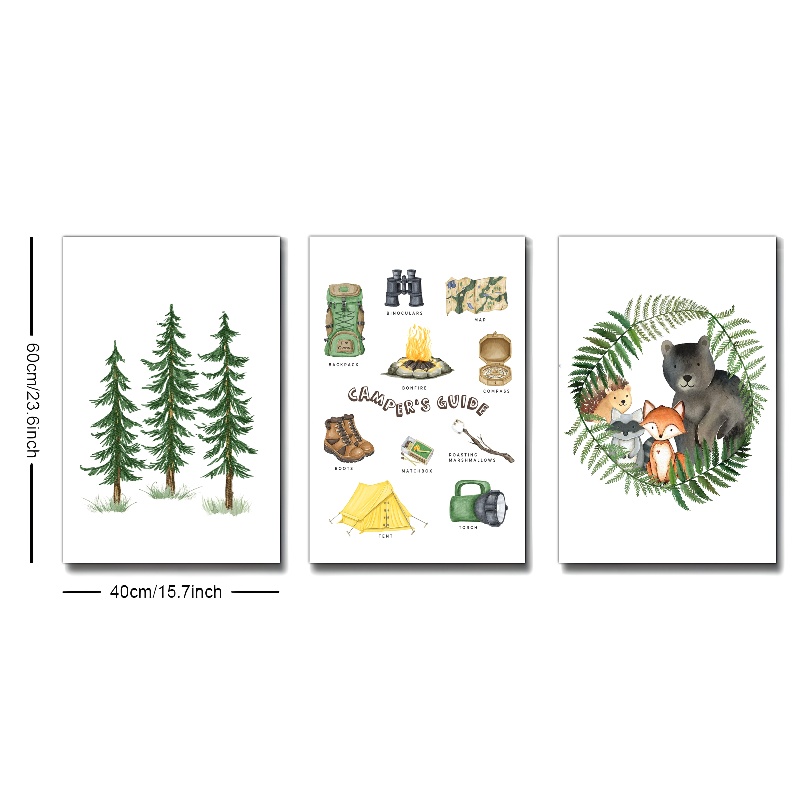 60cm/23.6inch
40cm/15.7inch
BINOCULARS
MAP
BACKPACK
BONFIRE
COMPASS
CAMPER'S GUIDE
BOOTS
MATCHBOX
ROASTING
MARSHMALLOWS
TENT
TORCH